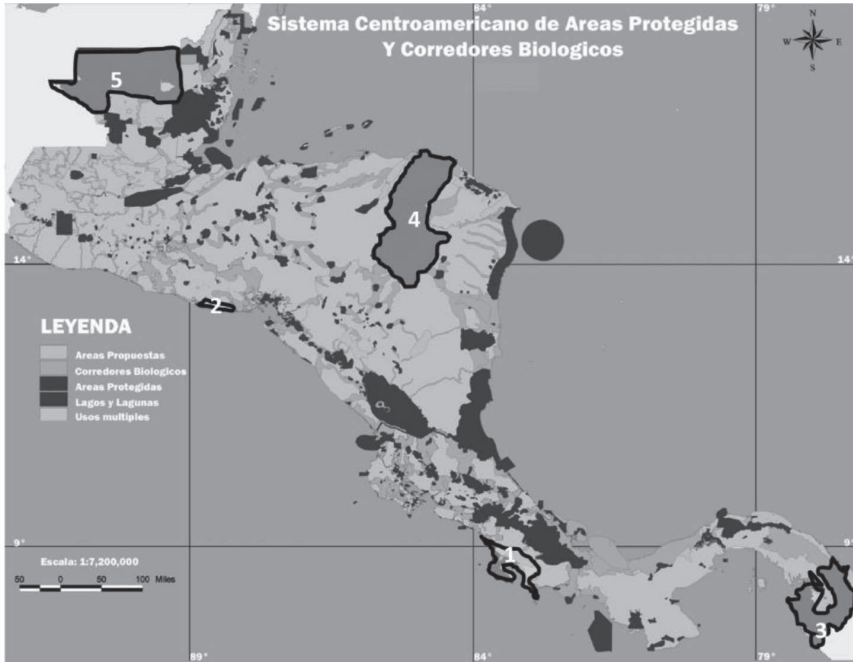 84°
79°
Sistema Centroamericano de Areas Protegidas
Y Corredores Biologicos
N
W E
S
5
4
14°
14°
2
LEYENDA
Areas Propuestas
Correderes Biologicos
Areas Protegidas
Lagos y Lagunas
Usos multiples
9°
1
9°
Escala: 1:7,200,000
50 0 50 100 Miles
3
89°
84°
79°